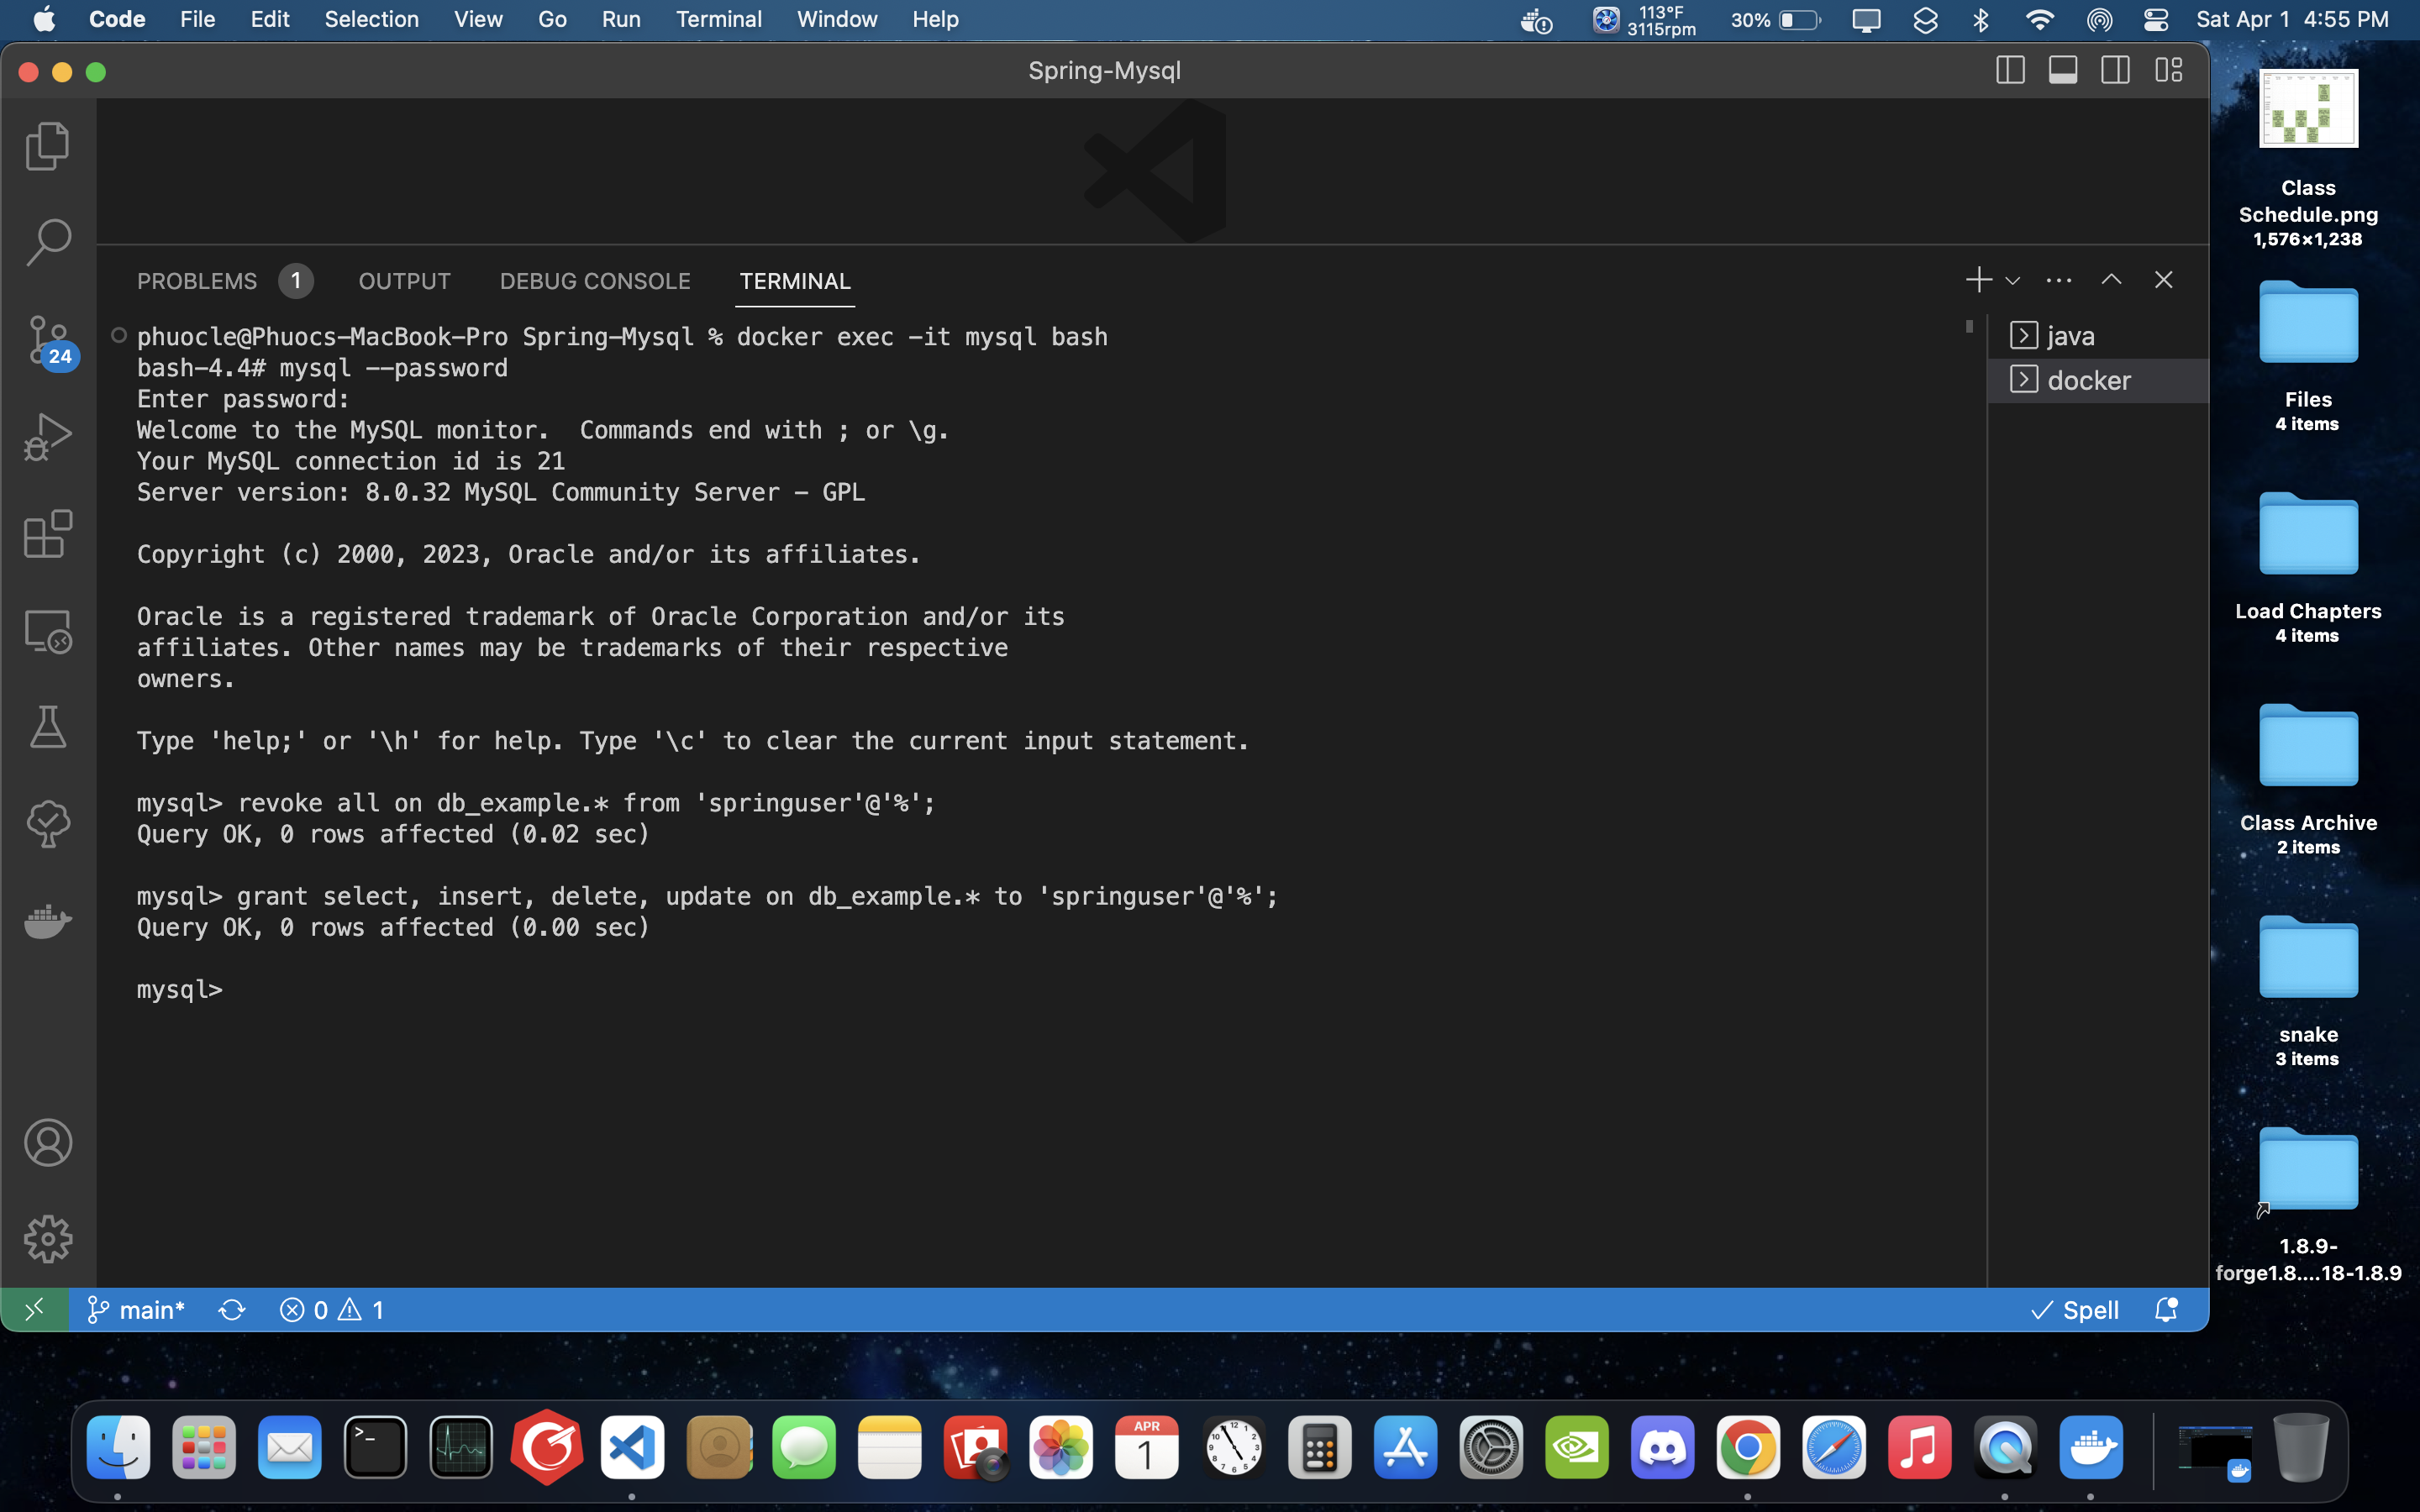 Code File Edit Selection View Go Run Terminal Window Help
113°F
3115rpm
30%
Sat Apr 1 4:55 PM
Spring-Mysql
PROBLEMS 1 OUTPUT DEBUG CONSOLE TERMINAL
24
phuocle@Phuocs-MacBook-Pro Spring-Mysql % docker exec -it mysql bash
bash-4.4# mysql --password
Enter password:
Welcome to the MySQL monitor.  Commands end with ; or \g.
Your MySQL connection id is 21
Server version: 8.0.32 MySQL Community Server - GPL
Copyright (c) 2000, 2023, Oracle and/or its affiliates.
Oracle is a registered trademark of Oracle Corporation and/or its
affiliates. Other names may be trademarks of their respective
owners.
Type 'help;' or '\h' for help. Type '\c' to clear the current input statement.
mysql> revoke all on db_example.* from 'springuser'@'%';
Query OK, 0 rows affected (0.02 sec)
mysql> grant select, insert, delete, update on db_example.* to 'springuser'@'%';
Query OK, 0 rows affected (0.00 sec)
mysql>
java
docker
main* 0 1
Spell
Class
Schedule.png
1,576×1,238
Files
4 items
Load Chapters
4 items
Class Archive
2 items
snake
3 items
1.8.9-
forge1.8....18-1.8.9
>_
APR
1